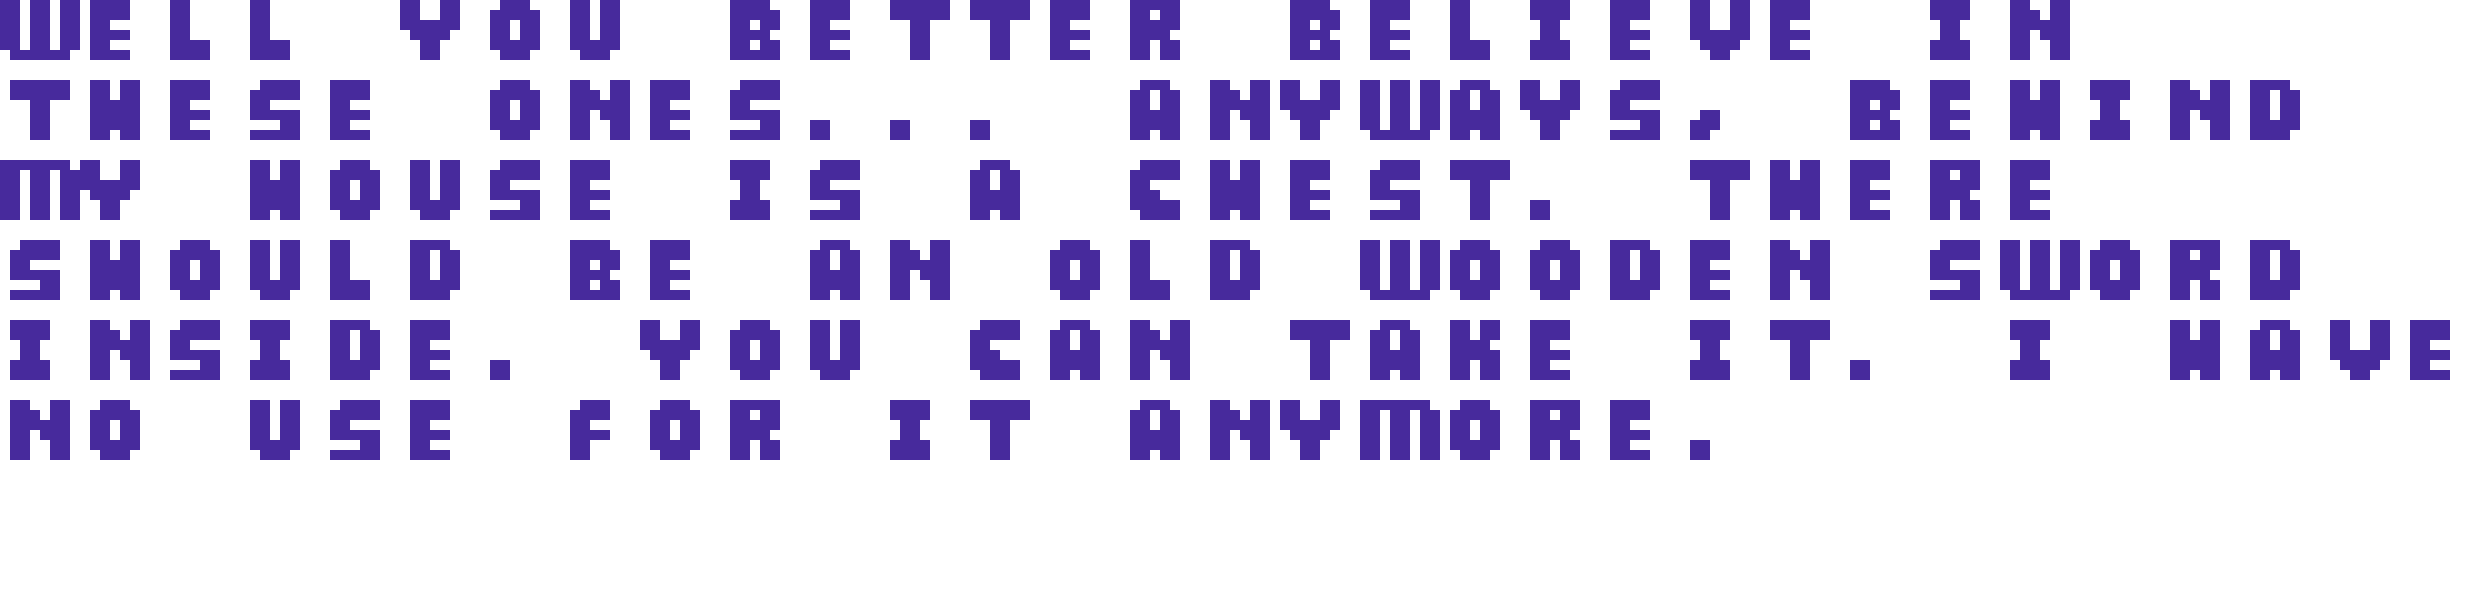 WELL YOU BETTER BELIEVE IN
THESE ONES... ANYWAYS, BEHIND
MY HOUSE IS A CHEST. THERE
SHOULD BE AN OLD WOODEN SWORD
INSIDE. YOU CAN TAKE IT. I HAVE
NO USE FOR IT ANYMORE.